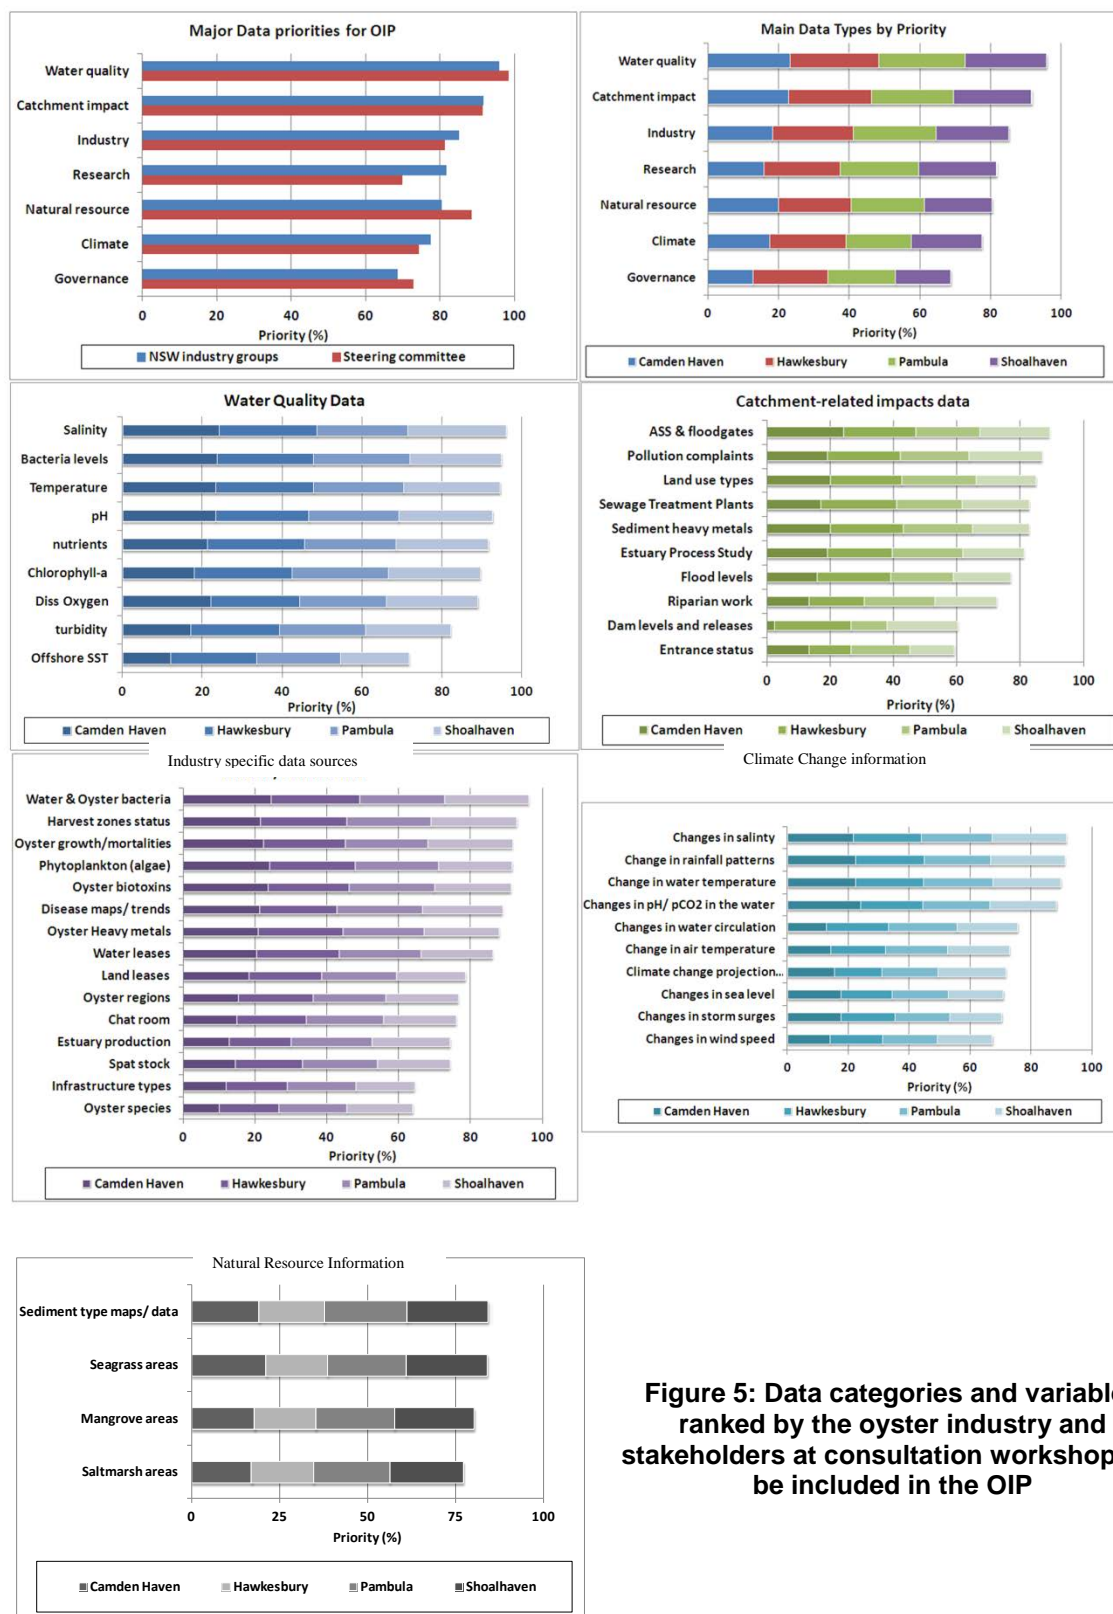 Major Data priorities for OIP
Water quality
Catchment impact
Industry
Research
Natural resource
Climate
Governance
0 20 40 60 80 100
Priority (%)
NSW industry groups Steering committee
Main Data Types by Priority
Water quality
Catchment impact
Industry
Research
Natural resource
Climate
Governance
0 20 40 60 80 100
Priority (%)
Camden Haven Hawkesbury Pambula Shoalhaven
Water Quality Data
Salinity
Bacteria levels
Temperature
pH
nutrients
Chlorophyll-a
Diss Oxygen
turbidity
Offshore SST
0 20 40 60 80 100
Priority (%)
Camden Haven Hawkesbury Pambula Shoalhaven
Catchment-related impacts data
ASS & floodgates
Pollution complaints
Land use types
Sewage Treatment Plants
Sediment heavy metals
Estuary Process Study
Flood levels
Riparian work
Dam levels and releases
Entrance status
0 20 40 60 80 100
Priority (%)
Camden Haven Hawkesbury Pambula Shoalhaven
Industry specific data sources
Water & Oyster bacteria
Harvest zones status
Oyster growth/mortalities
Phytoplankton (algae)
Oyster biotoxins
Disease maps/ trends
Oyster Heavy metals
Water leases
Land leases
Oyster regions
Chat room
Estuary production
Spat stock
Infrastructure types
Oyster species
0 20 40 60 80 100
Priority (%)
Camden Haven Hawkesbury Pambula Shoalhaven
Climate Change information
Changes in salinty
Change in rainfall patterns
Change in water temperature
Changes in pH/ pCO2 in the water
Changes in water circulation
Change in air temperature
Climate change projection...
Changes in sea level
Changes in storm surges
Changes in wind speed
0 20 40 60 80 100
Priority (%)
Camden Haven Hawkesbury Pambula Shoalhaven
Natural Resource Information
Sediment type maps/ data
Seagrass areas
Mangrove areas
Saltmarsh areas
0 25 50 75 100
Priority (%)
Camden Haven Hawkesbury Pambula Shoalhaven
Figure 5: Data categories and variable
ranked by the oyster industry and
stakeholders at consultation workshop
be included in the OIP